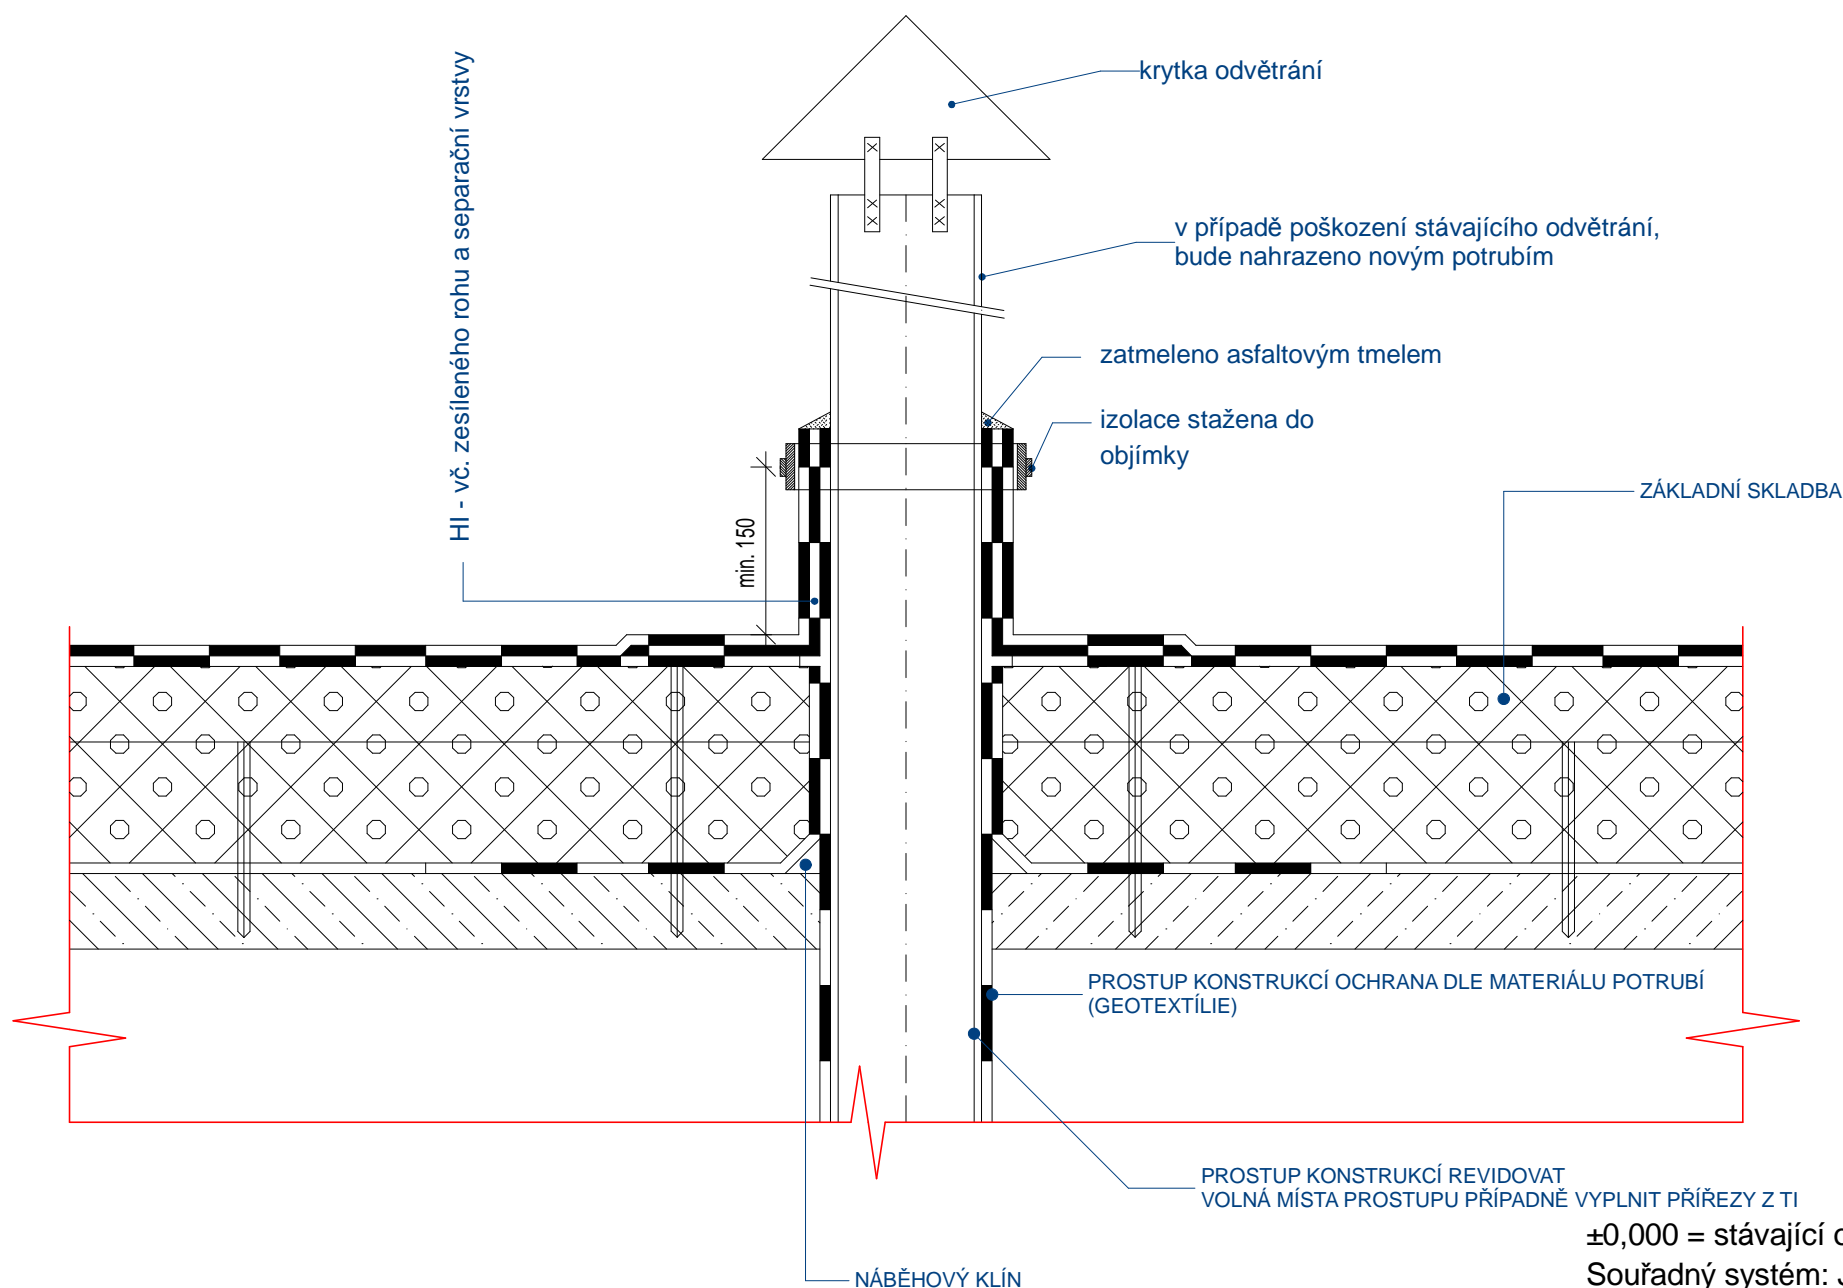 krytka odvětrání
HI - vč. zesíleného rohu a separační vrstvy
v případě poškození stávajícího odvětrání,
bude nahrazeno novým potrubím
zatmeleno asfaltovým tmelem
izolace stažena do
objímky
ZÁKLADNÍ SKLADBA
min. 150
PROSTUP KONSTRUKCÍ OCHRANA DLE MATERIÁLU POTRUBÍ
(GEOTEXTÍLIE)
PROSTUP KONSTRUKCÍ REVIDOVAT
VOLNÁ MÍSTA PROSTUPU PŘÍPADNĚ VYPLNIT PŘÍŘEZY Z TI
±0,000 = stávající
Souřadný systém:
NÁBĚHOVÝ KLÍN